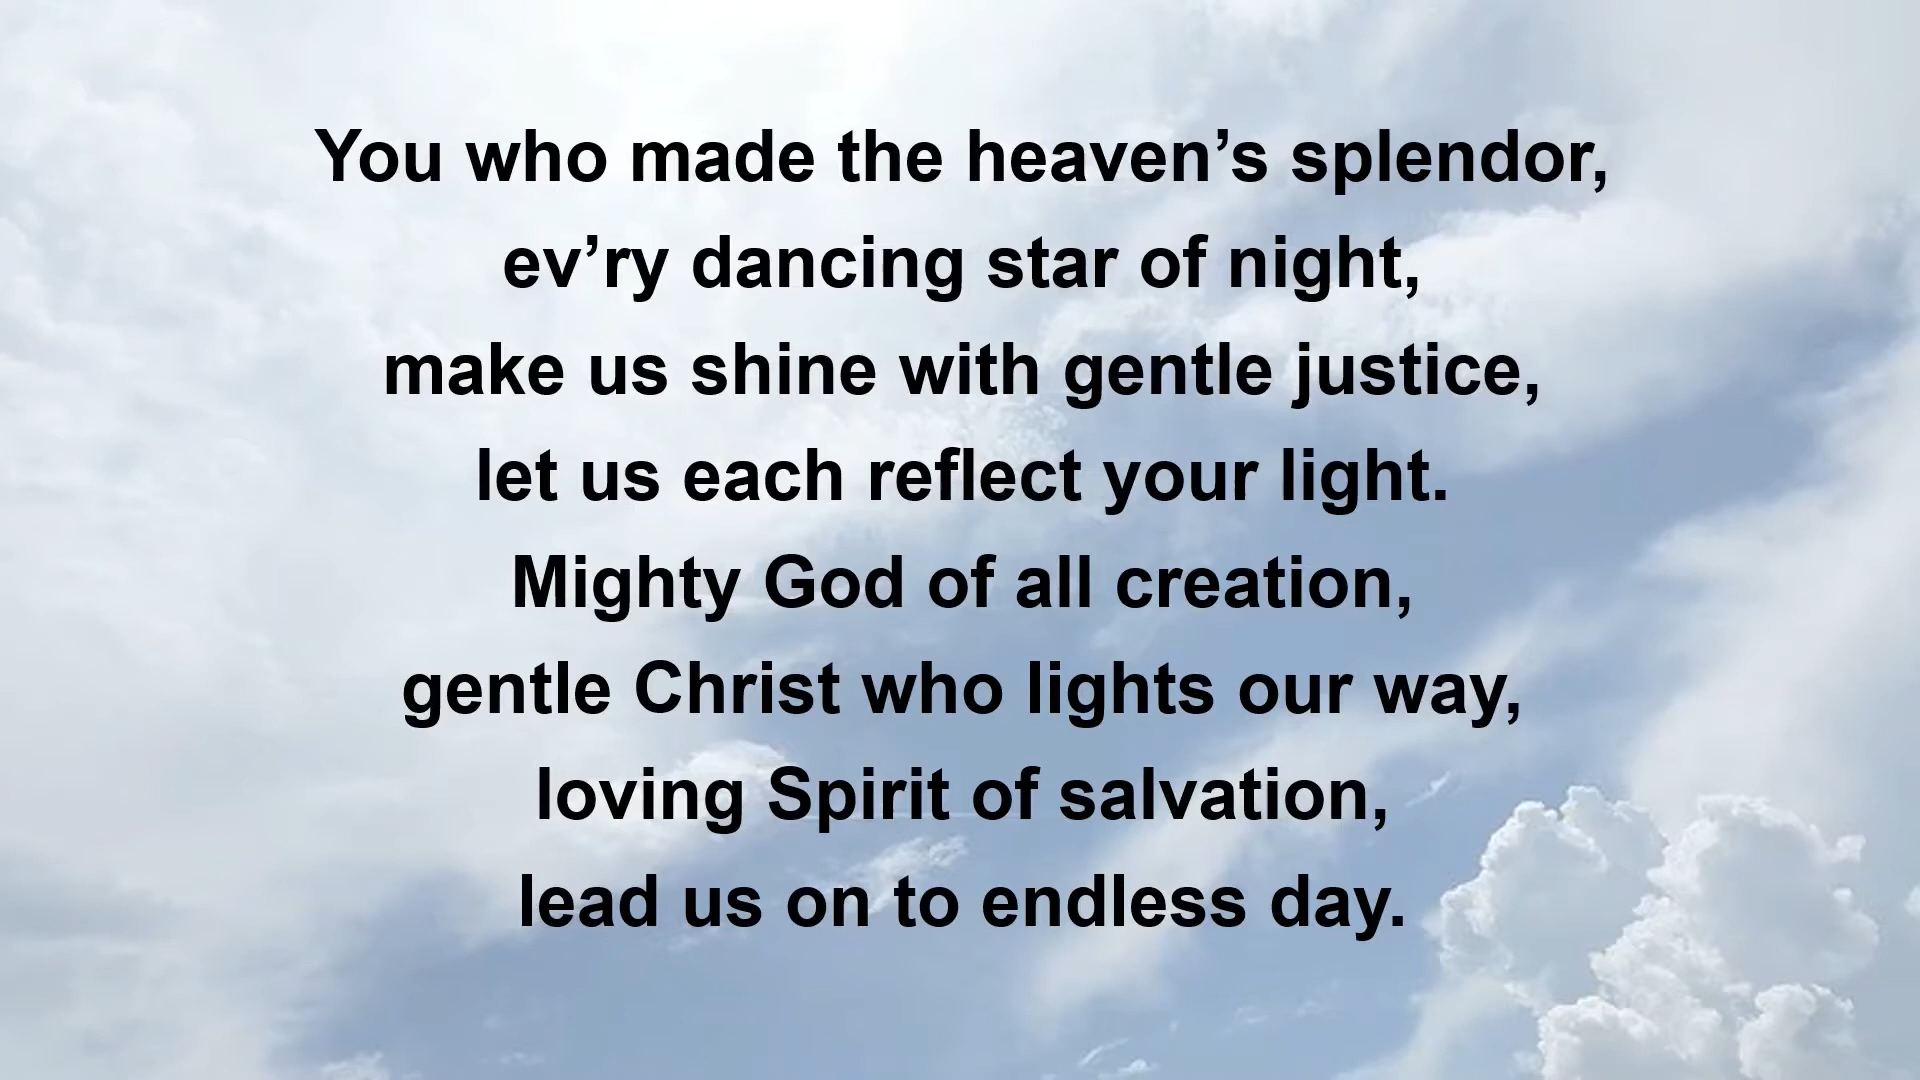 You who made the heaven’s splendor,
ev’ry dancing star of night,
make us shine with gentle justice,
let us each reflect your light.
Mighty God of all creation,
gentle Christ who lights our way,
loving Spirit of salvation,
lead us on to endless day.